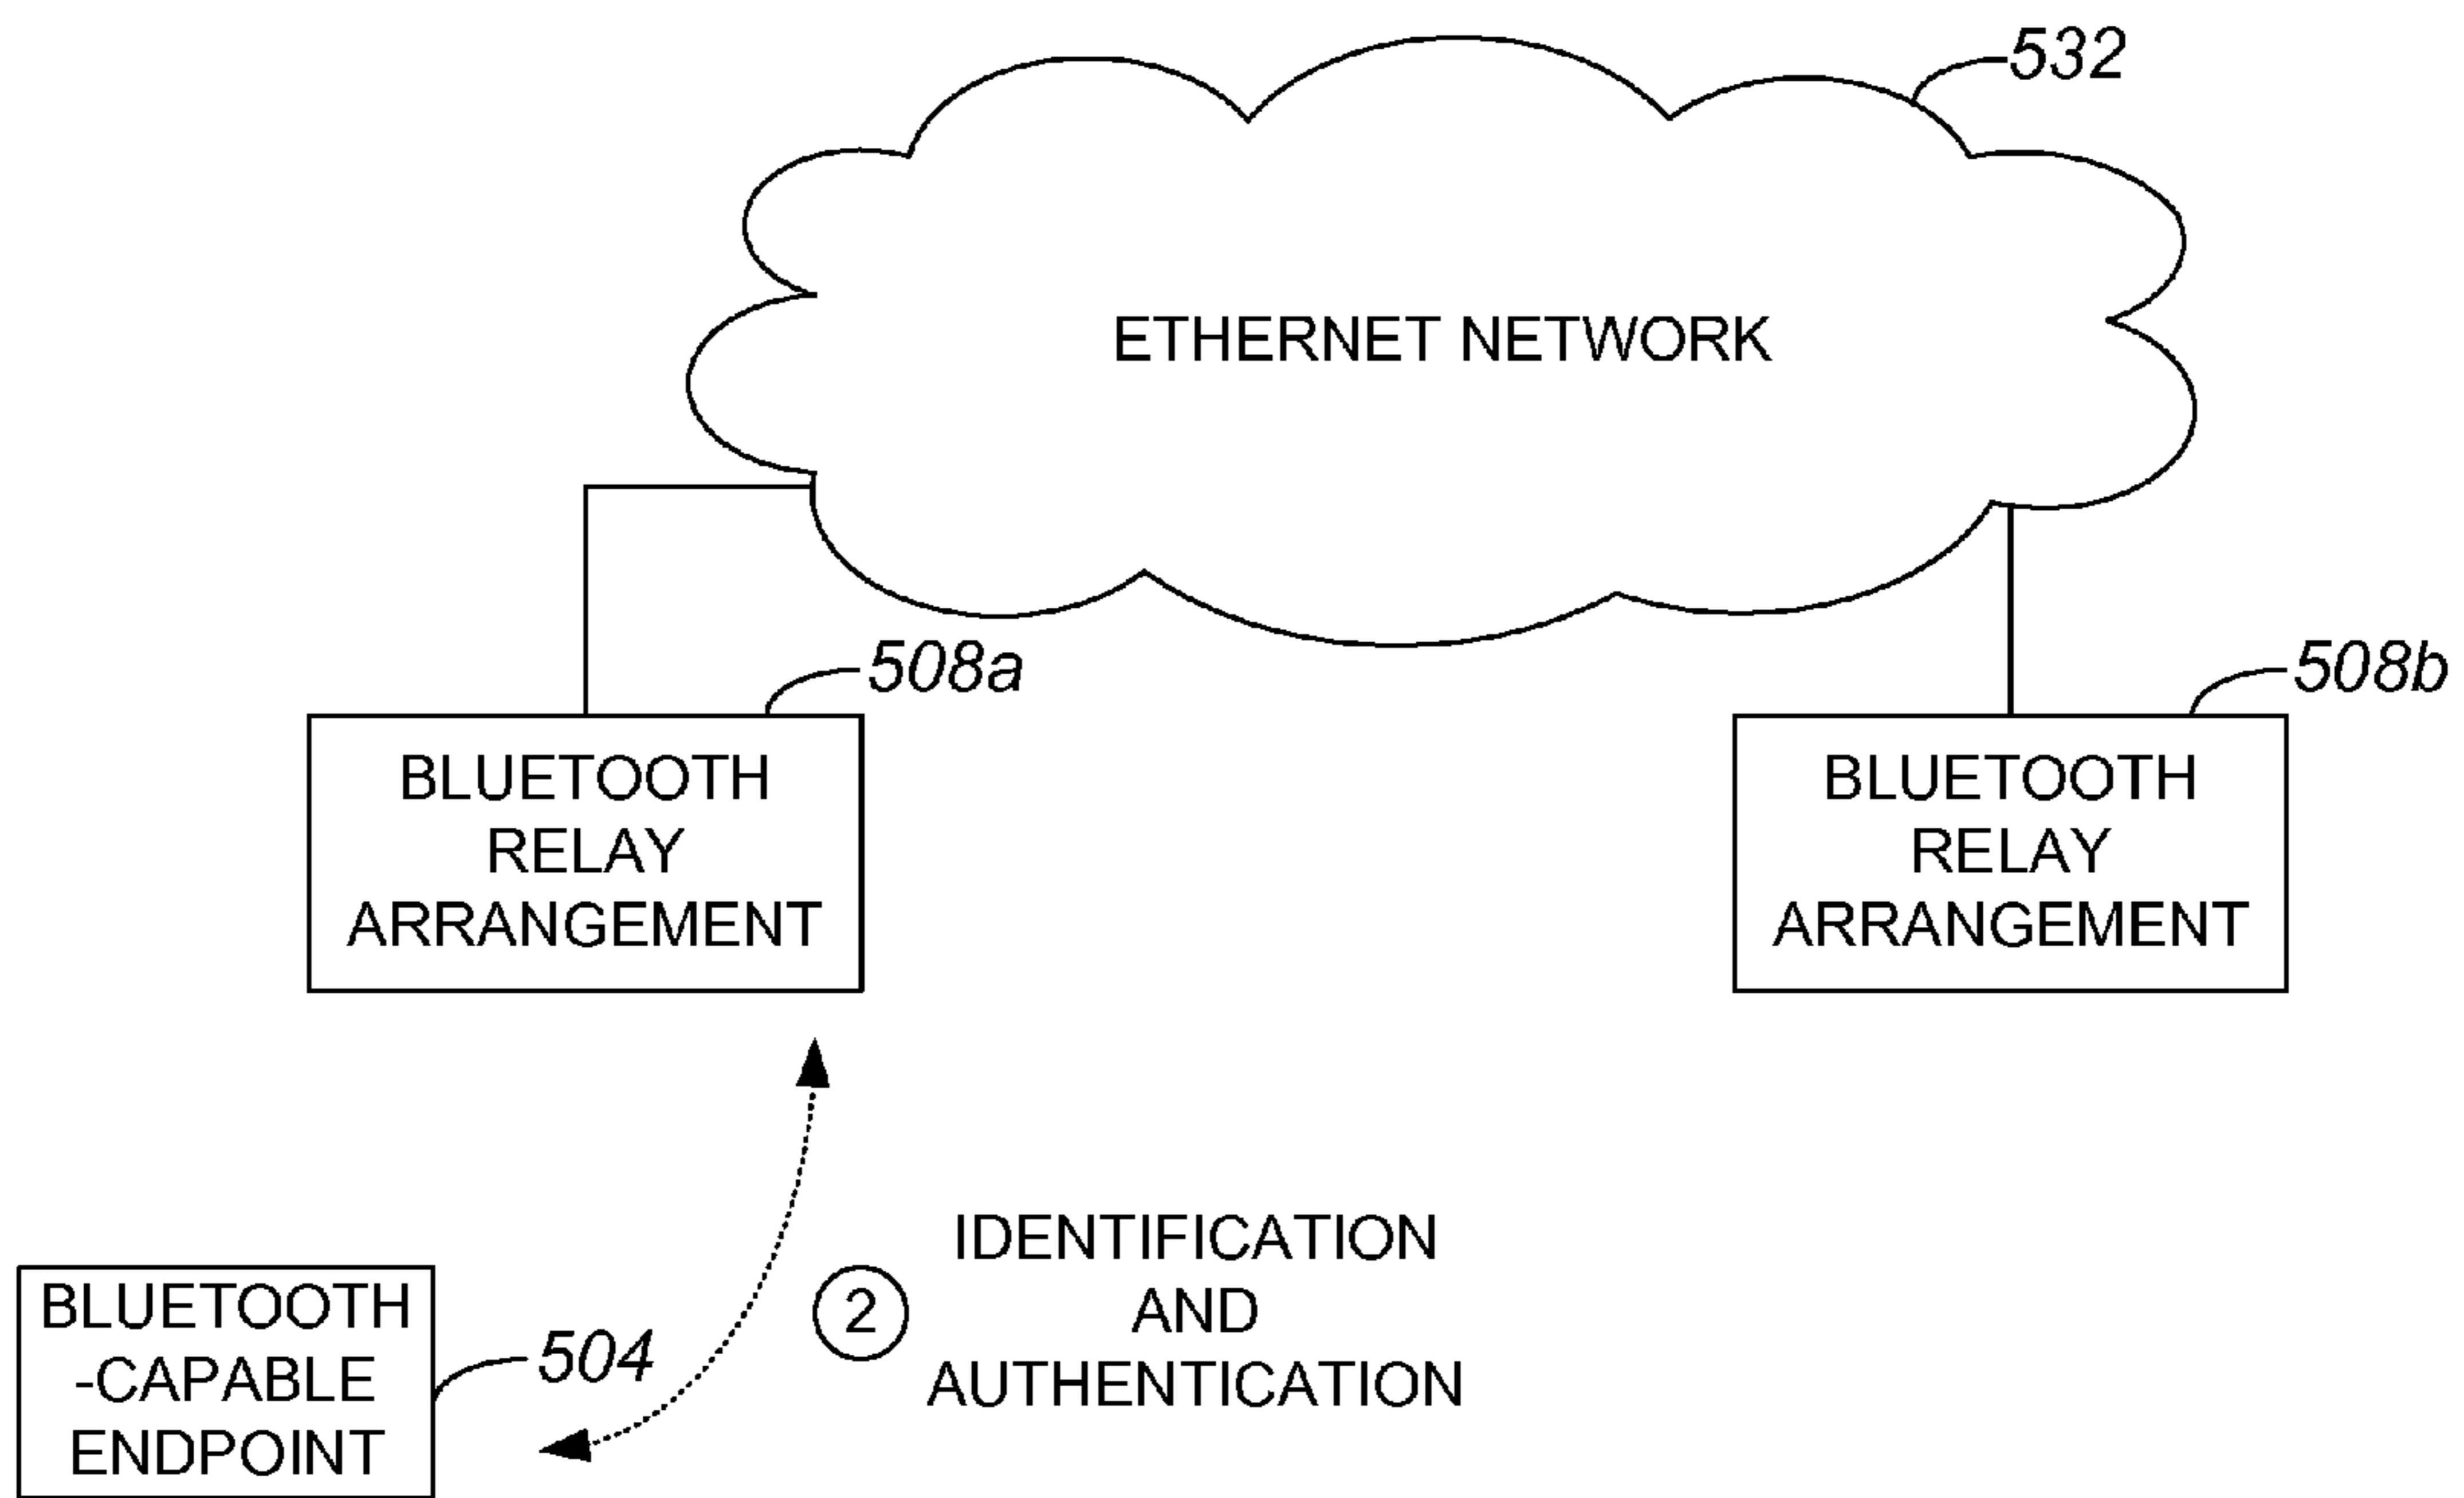 532
ETHERNET NETWORK
508a
508b
BLUETOOTH
RELAY
ARRANGEMENT
BLUETOOTH
RELAY
ARRANGEMENT
IDENTIFICATION
AND
AUTHENTICATION
2
BLUETOOTH
-CAPABLE
ENDPOINT
504